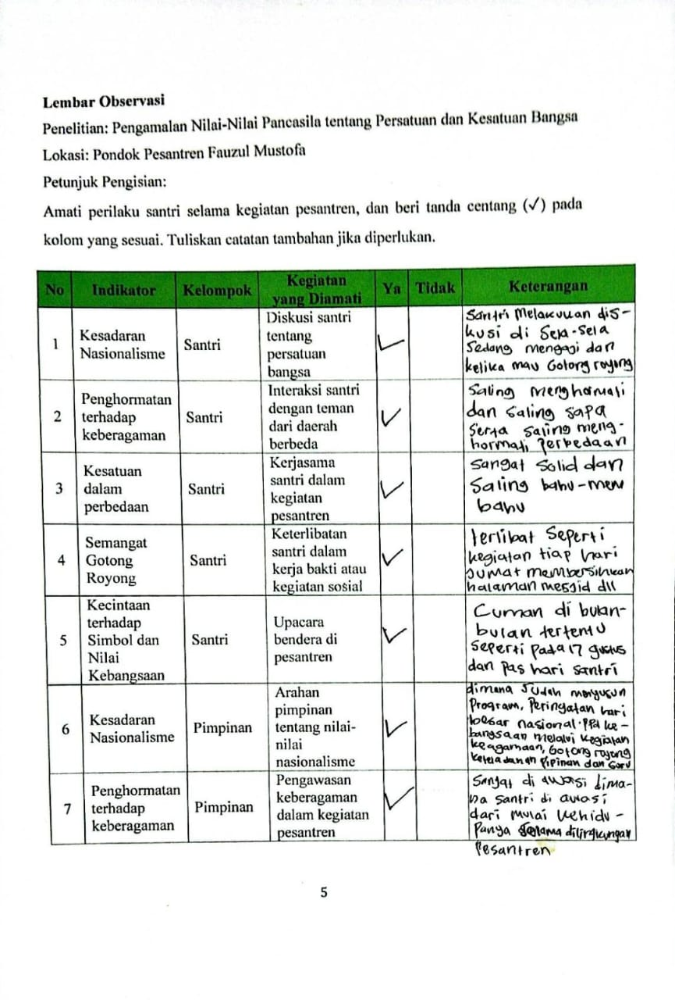 Lembar Observasi
Penelitian: Pengamalan Nilai-Nilai Pancasila tentang Persatuan dan Kesatuan Bangsa
Lokasi: Pondok Pesantren Fauzul Mustofa
Petunjuk Pengisian:
Amati perilaku santri selama kegiatan pesantren, dan beri tanda centang (✓) pada
kolom yang sesuai. Tuliskan catatan tambahan jika diperlukan.
No Indikator Kelompok Kegiatan yang Diamati Ya Tidak Keterangan
1
Kesadaran
Nasionalisme
Santri
Diskusi santri
tentang
persatuan
bangsa
✓
Santri Melakukan dis-
kusi di Sela-Sela
Sedang mengaji dan
ketika mau Gotong royong
2
Penghormatan
terhadap
keberagaman
Santri
Interaksi santri
dengan teman
dari daerah
berbeda
✓
Saling menghormati
dan Saling Sapa
Serta Saling meng-
hormati Perbedaan
3
Kesatuan
dalam
perbedaan
Santri
Kerjasama
santri dalam
kegiatan
pesantren
✓
Sangat Solid dan
Saling bahu-mem
bahu
4
Semangat
Gotong
Royong
Santri
Keterlibatan
santri dalam
kerja bakti atau
kegiatan sosial
✓
terlibat Seperti
kegiatan tiap hari
Jumat membersihkan
halaman mesjid dll
5
Kecintaan
terhadap
Simbol dan
Nilai
Kebangsaan
Santri
Upacara
bendera di
pesantren
✓
Cuman di bulan-
bulan tertentu
Seperti Pada 17 gustus
dan Pas hari santri
6
Kesadaran
Nasionalisme
Pimpinan
Arahan
pimpinan
tentang nilai-
nilai
nasionalisme
✓
dimana Sudah menyusun
Program, Peringatan hari
besar nasional. ke-
bangsaan melalui kegiatan
keagamaan, Gotong royong
keteladanan Pipinan dan Guru
7
Penghormatan
terhadap
keberagaman
Pimpinan
Pengawasan
keberagaman
dalam kegiatan
pesantren
✓
Sangat di awasi dima-
na santri di awasi
dari mulai kehidu-
Panya Selama dilingkungan
Pesantren
5